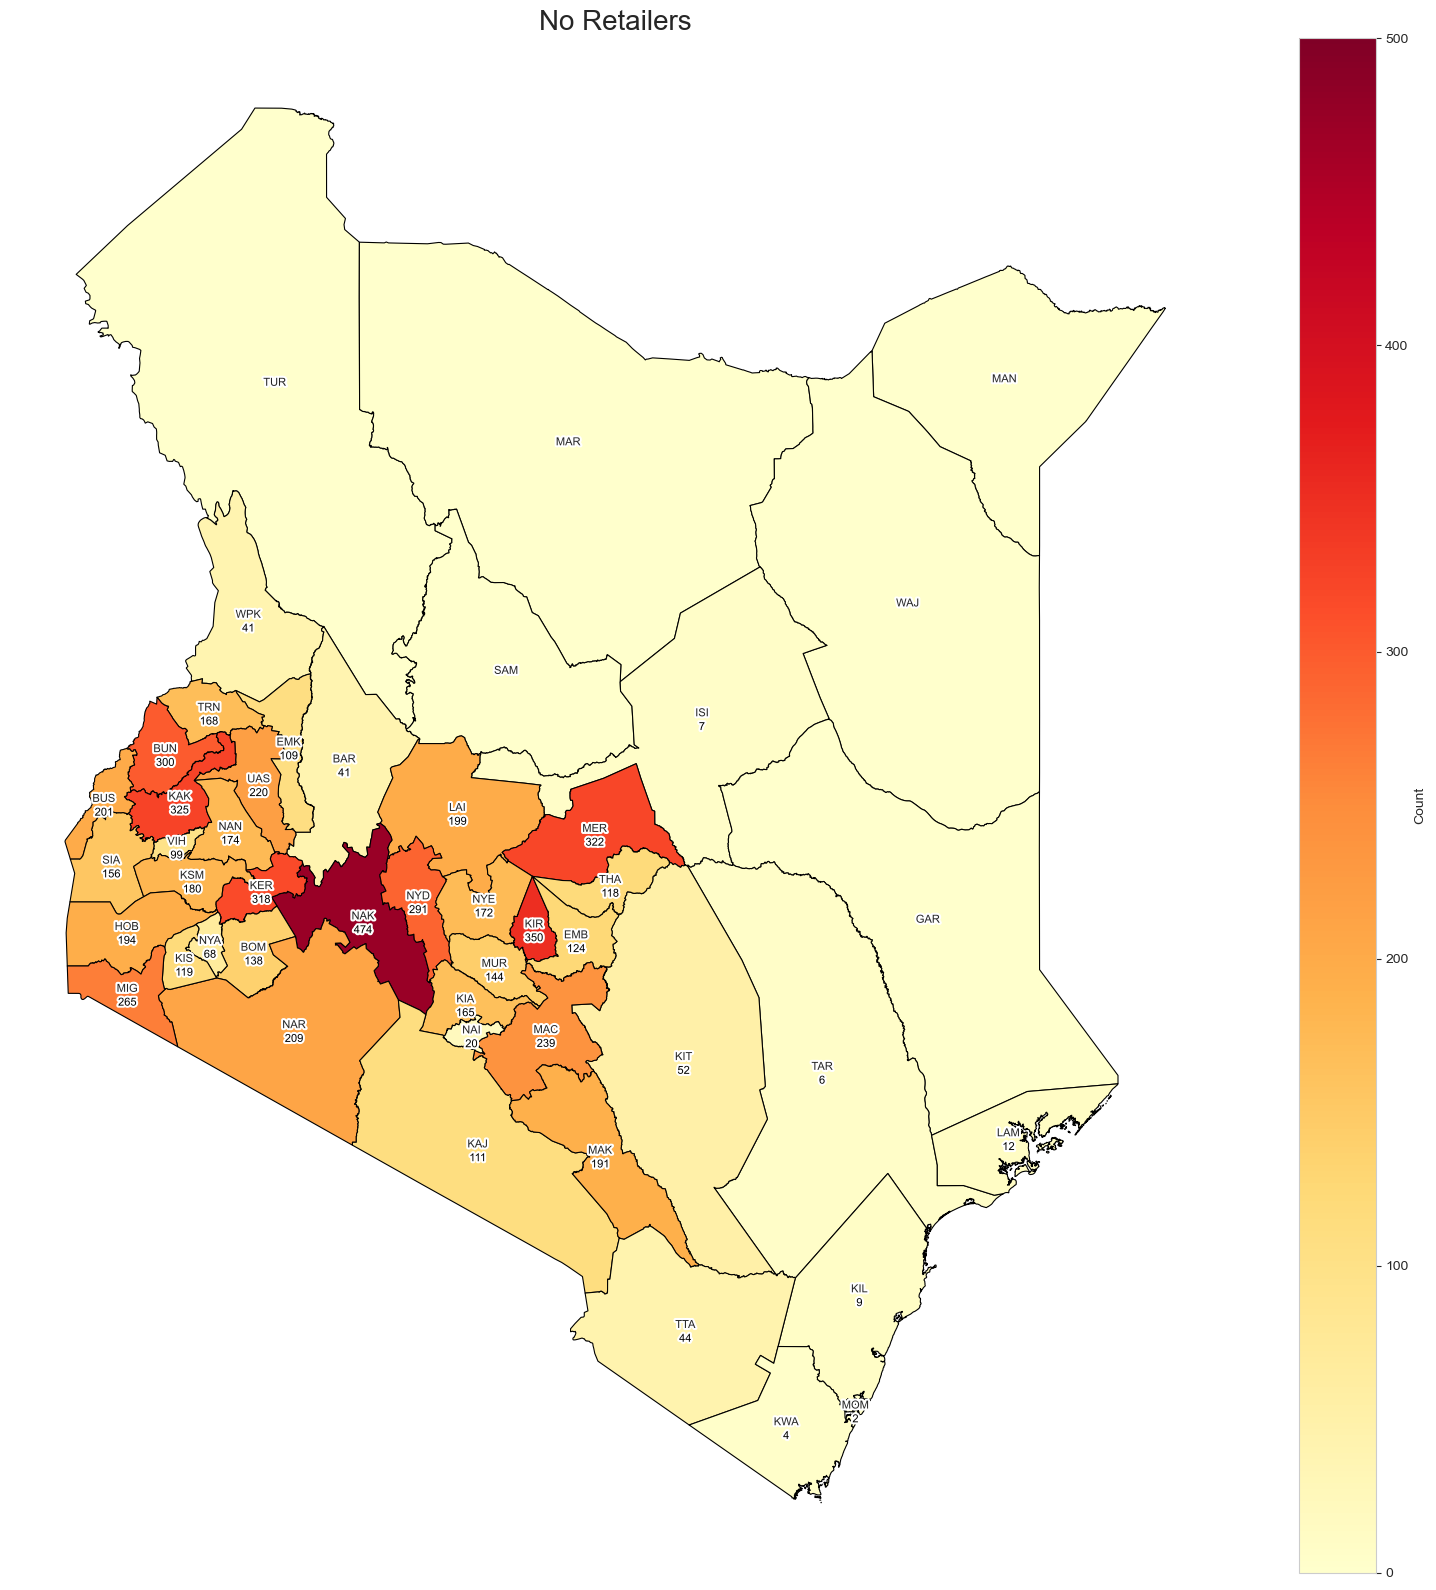 No Retailers
500
400
300
200
100
0
Count
TUR
MAN
MAR
WAJ
WPK
41
SAM
ISI
7
TRN
168
EMK
109
BUN
300
BAR
41
UAS
220
BUS
201
KAK
325
LAI
199
NAN
174
MER
322
VIH
99
SIA
156
KSM
180
KER
318
THA
118
NYD
291
NYE
172
NAK
474
GAR
HOB
194
KIR
350
EMB
124
NYA
68
BOM
138
KIS
119
MUR
144
MIG
265
KIA
165
NAR
209
NAI
20
MAC
239
KIT
52
TAR
6
LAM
12
KAJ
111
MAK
191
KIL
9
TTA
44
MOM
2
KWA
4